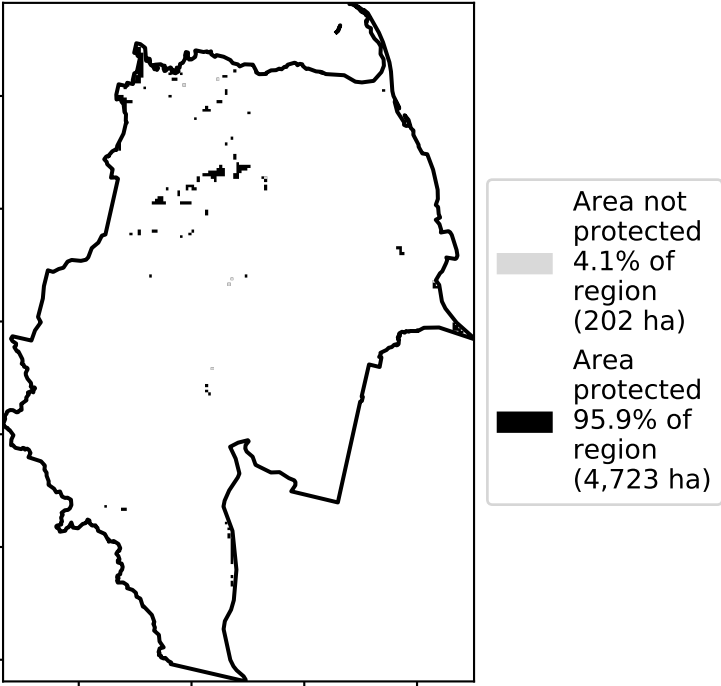 Area not
protected
4.1% of
region
(202 ha)
Area
protected
95.9% of
region
(4,723 ha)